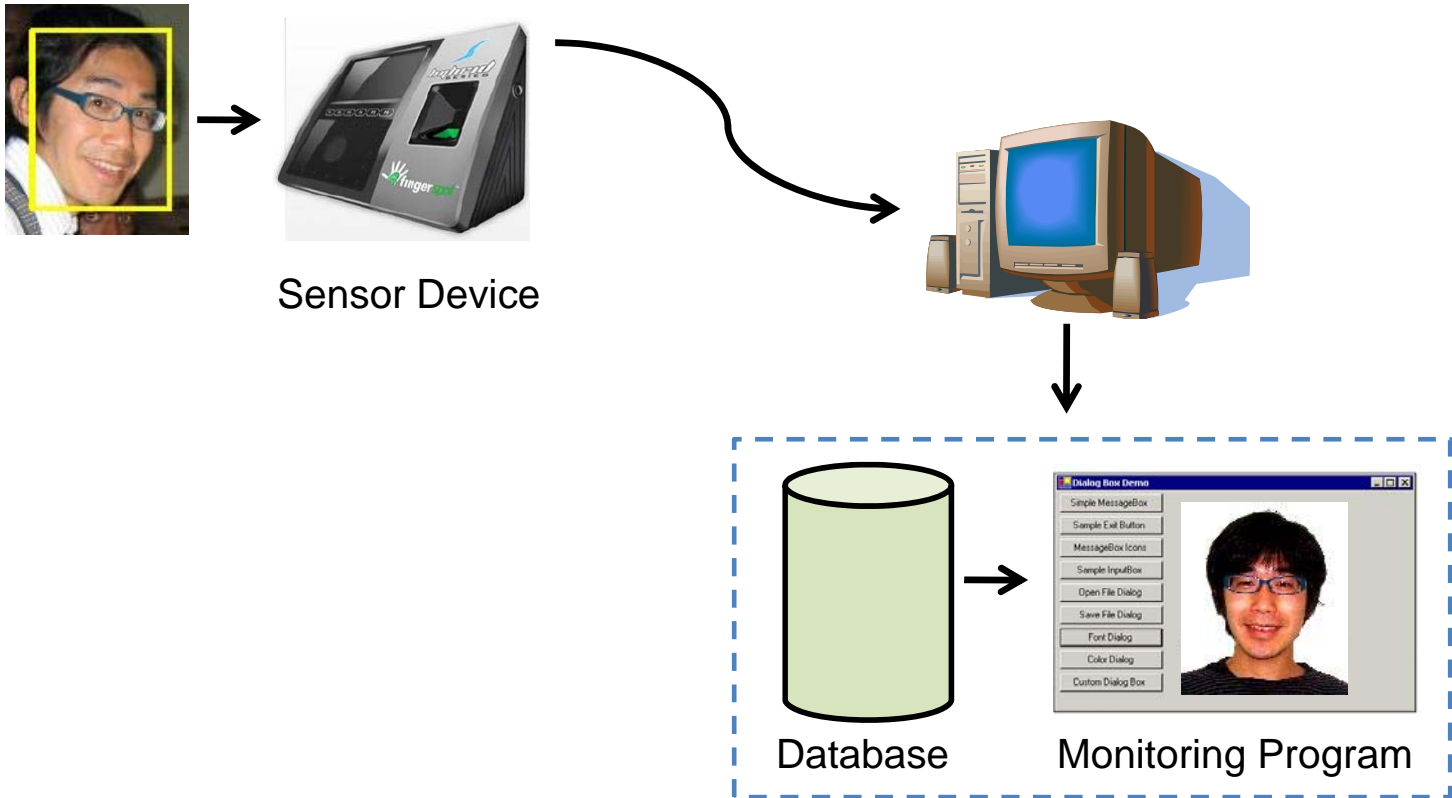 fingerspot
Sensor Device
Dialog Box Demo
Simple MessageBox
Sample Exit Button
MessageBox Icons
Sample InputBox
Open File Dialog
Save File Dialog
Font Dialog
Color Dialog
Custom Dialog Box
Database
Monitoring Program